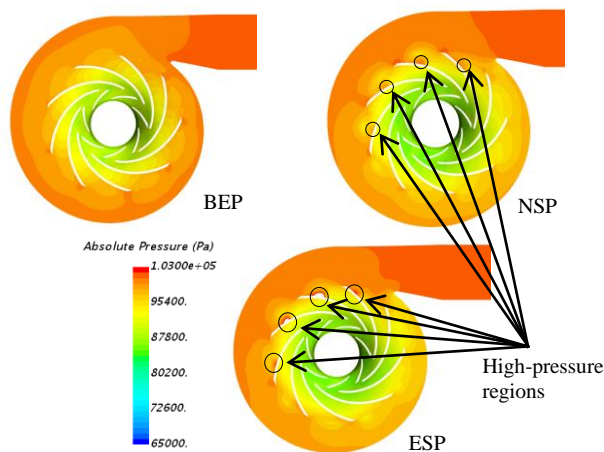 BEP
NSP
Absolute Pressure (Pa)
1.0300e+05
95400.
87800.
80200.
72600.
65000.
High-pressure
regions
ESP